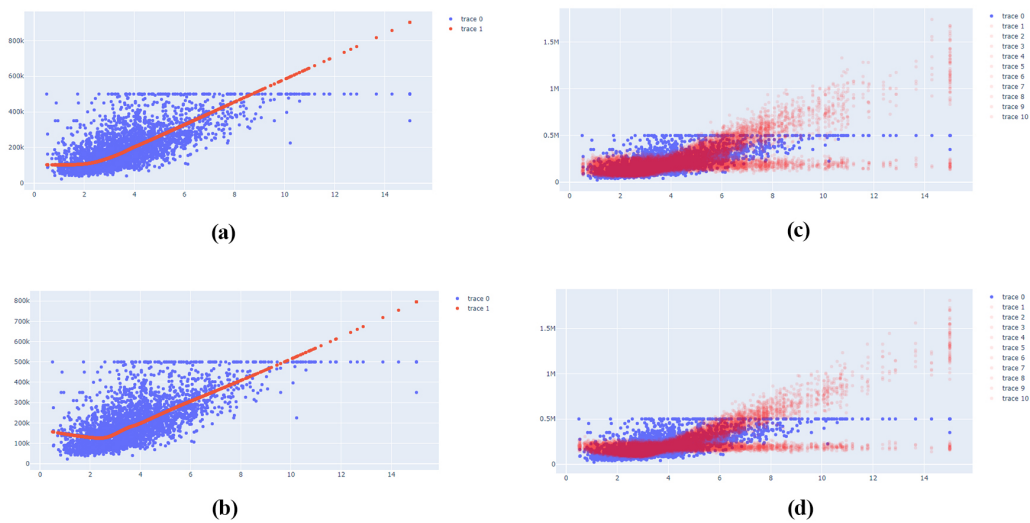 trace 0
trace 1
800k
600k
400k
200k
0
0 2 4 6 8 10 12 14
(a)
trace 0
trace 1
trace 2
trace 3
trace 4
trace 5
trace 6
trace 7
trace 8
trace 9
trace 10
1.5M
1M
0.5M
0
0 2 4 6 8 10 12 14
(c)
trace 0
trace 1
800k
700k
600k
500k
400k
300k
200k
100k
0
0 2 4 6 8 10 12 14
(b)
trace 0
trace 1
trace 2
trace 3
trace 4
trace 5
trace 6
trace 7
trace 8
trace 9
trace 10
1.5M
1M
0.5M
0
0 2 4 6 8 10 12 14
(d)